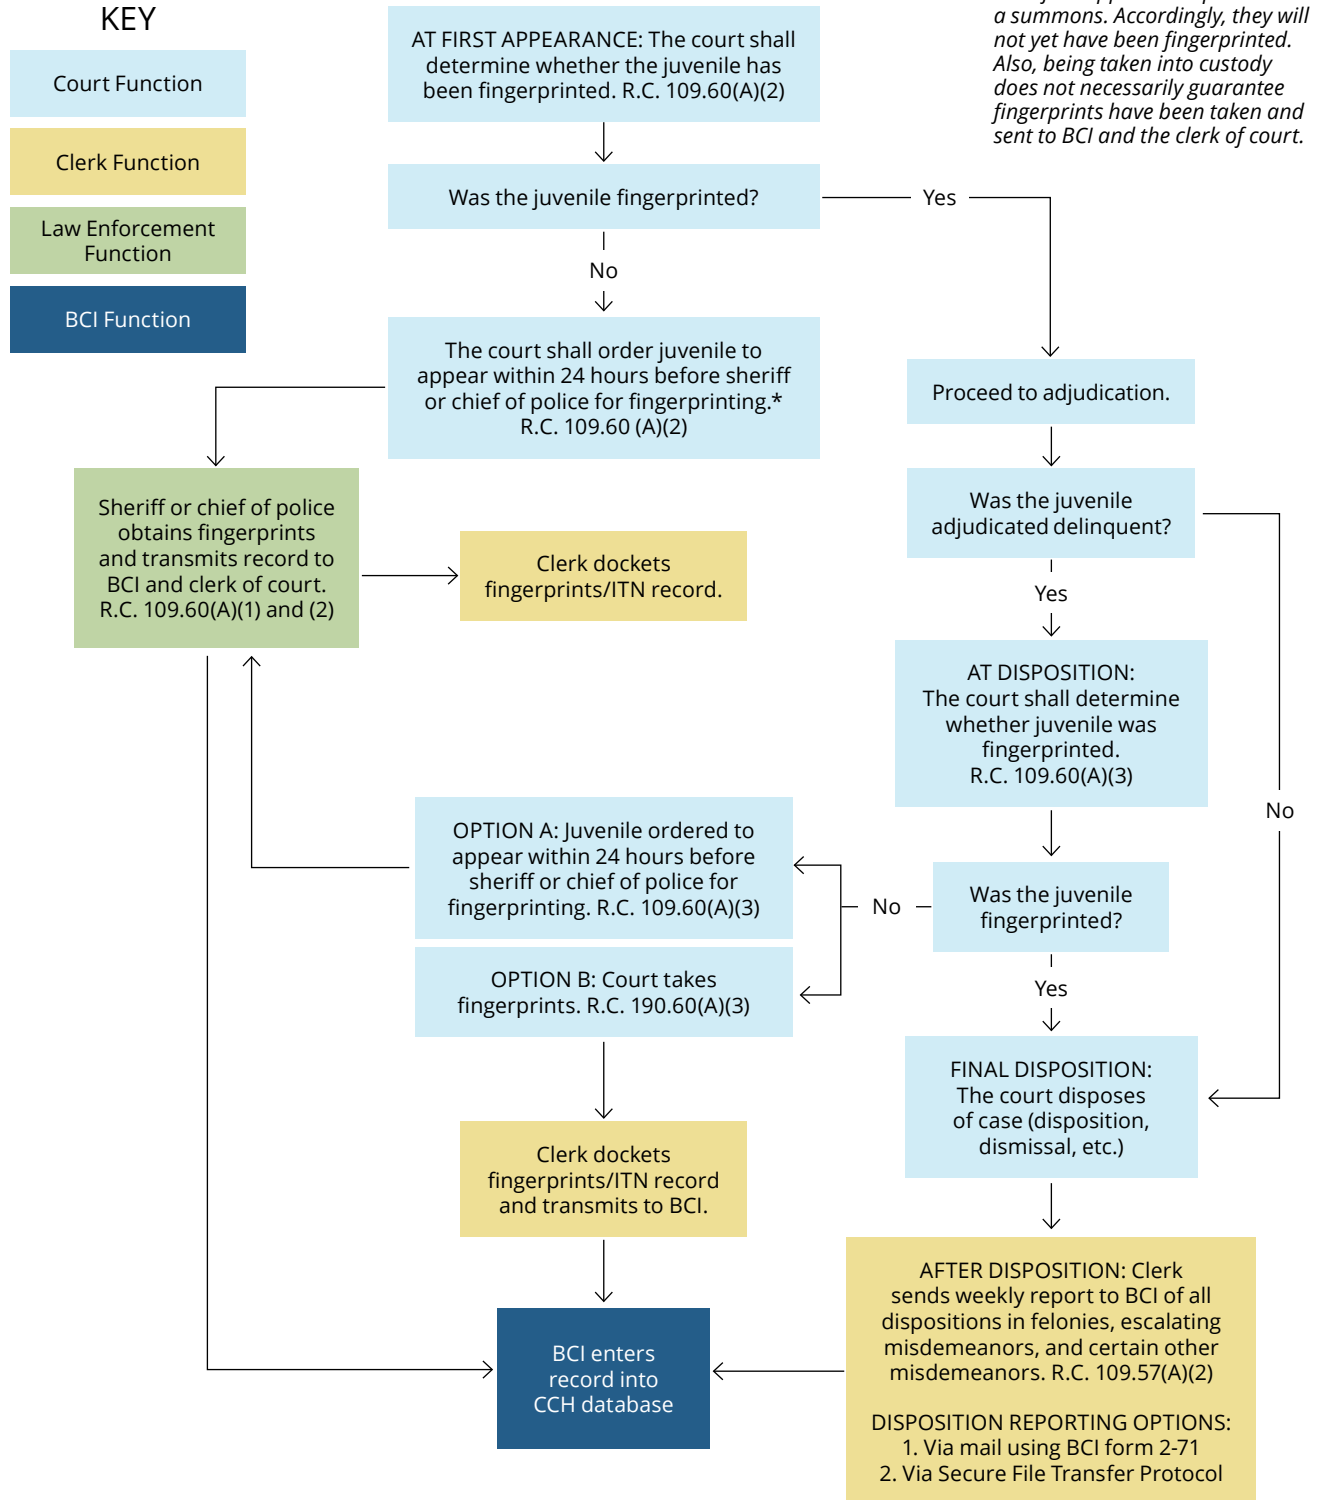 KEY
Court Function
Clerk Function
Law Enforcement
Function
BCI Function
a summons. Accordingly, they will
not yet have been fingerprinted.
Also, being taken into custody
does not necessarily guarantee
fingerprints have been taken and
sent to BCI and the clerk of court.
AT FIRST APPEARANCE: The court shall
determine whether the juvenile has
been fingerprinted. R.C. 109.60(A)(2)
Was the juvenile fingerprinted?
Yes
No
The court shall order juvenile to
appear within 24 hours before sheriff
or chief of police for fingerprinting.*
R.C. 109.60 (A)(2)
Proceed to adjudication.
Sheriff or chief of police
obtains fingerprints
and transmits record to
BCI and clerk of court.
R.C. 109.60(A)(1) and (2)
Clerk dockets
fingerprints/ITN record.
Was the juvenile
adjudicated delinquent?
Yes
No
AT DISPOSITION:
The court shall determine
whether juvenile was
fingerprinted.
R.C. 109.60(A)(3)
Was the juvenile
fingerprinted?
No
Yes
OPTION A: Juvenile ordered to
appear within 24 hours before
sheriff or chief of police for
fingerprinting. R.C. 109.60(A)(3)
OPTION B: Court takes
fingerprints. R.C. 190.60(A)(3)
Clerk dockets
fingerprints/ITN record
and transmits to BCI.
FINAL DISPOSITION:
The court disposes
of case (disposition,
dismissal, etc.)
AFTER DISPOSITION: Clerk
sends weekly report to BCI of all
dispositions in felonies, escalating
misdemeanors, and certain other
misdemeanors. R.C. 109.57(A)(2)
DISPOSITION REPORTING OPTIONS:
1. Via mail using BCI form 2-71
2. Via Secure File Transfer Protocol
BCI enters
record into
CCH database